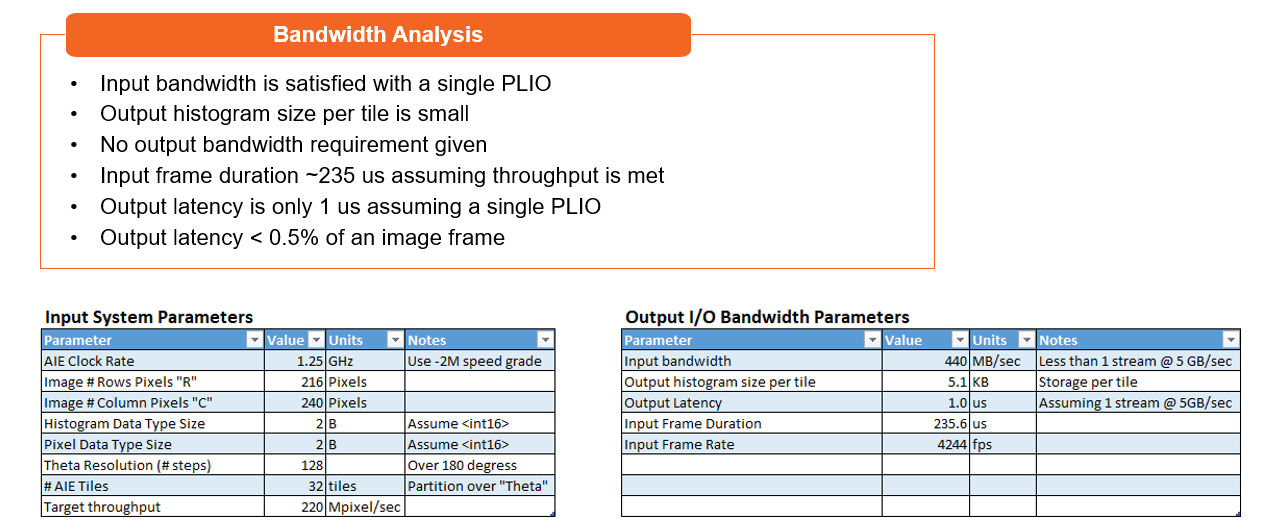 Bandwidth Analysis
• Input bandwidth is satisfied with a single PLIO
• Output histogram size per tile is small
• No output bandwidth requirement given
• Input frame duration ~235 us assuming throughput is met
• Output latency is only 1 us assuming a single PLIO
• Output latency < 0.5% of an image frame
Input System Parameters
Parameter Value Units Notes
AIE Clock Rate 1.25 GHz Use -2M speed grade
Image # Rows Pixels "R" 216 Pixels
Image # Column Pixels "C" 240 Pixels
Histogram Data Type Size 2 B Assume <int16>
Pixel Data Type Size 2 B Assume <int16>
Theta Resolution (# steps) 128 Over 180 degress
# AIE Tiles 32 tiles Partition over "Theta"
Target throughput 220 Mpixel/sec
Output I/O Bandwidth Parameters
Parameter Value Units Notes
Input bandwidth 440 MB/sec Less than 1 stream @ 5 GB/sec
Output histogram size per tile 5.1 KB Storage per tile
Output Latency 1.0 us Assuming 1 stream @ 5GB/sec
Input Frame Duration 235.6 us
Input Frame Rate 4244 fps